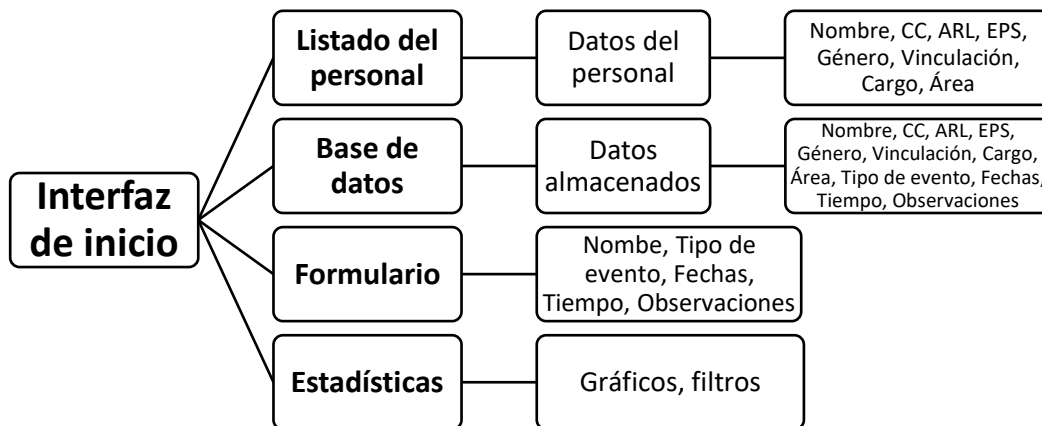 Interfaz
de inicio
Listado del
personal
Datos del
personal
Nombre, CC, ARL, EPS,
Género, Vinculación,
Cargo, Área
Base de
datos
Datos
almacenados
Nombre, CC, ARL, EPS,
Género, Vinculación, Cargo,
Área, Tipo de evento, Fechas,
Tiempo, Observaciones
Formulario
Nombe, Tipo de
evento, Fechas,
Tiempo, Observaciones
Estadísticas
Gráficos, filtros